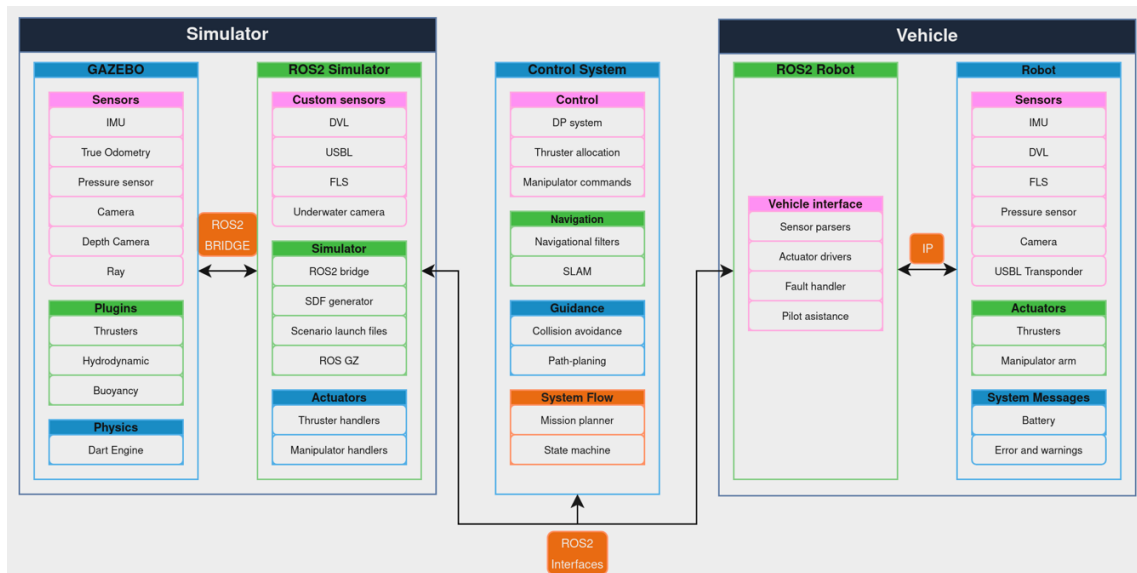 Simulator
GAZEBO
Sensors
IMU
True Odometry
Pressure sensor
Camera
Depth Camera
Ray
Plugins
Thrusters
Hydrodynamic
Buoyancy
Physics
Dart Engine
ROS2
BRIDGE
ROS2 Simulator
Custom sensors
DVL
USBL
FLS
Underwater camera
Simulator
ROS2 bridge
SDF generator
Scenario launch files
ROS GZ
Actuators
Thruster handlers
Manipulator handlers
Control System
Control
DP system
Thruster allocation
Manipulator commands
Navigation
Navigational filters
SLAM
Guidance
Collision avoidance
Path-planing
System Flow
Mission planner
State machine
ROS2
Interfaces
Vehicle
ROS2 Robot
Vehicle interface
Sensor parsers
Actuator drivers
Fault handler
Pilot asistance
IP
Robot
Sensors
IMU
DVL
FLS
Pressure sensor
Camera
USBL Transponder
Actuators
Thrusters
Manipulator arm
System Messages
Battery
Error and warnings